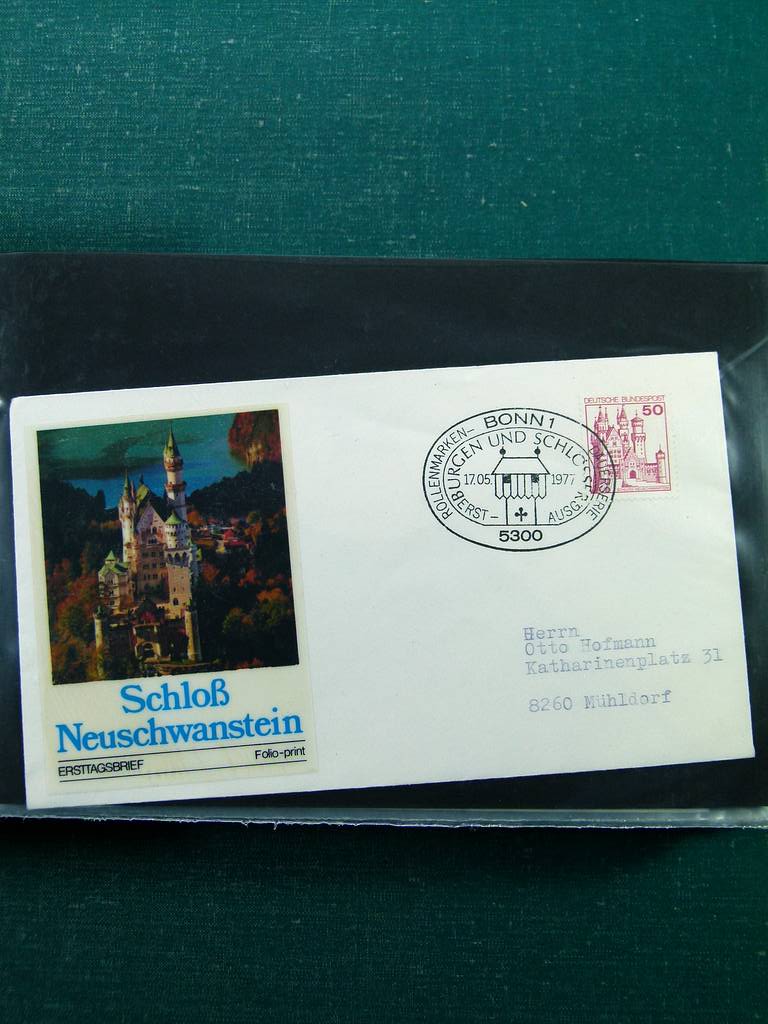 Schloß
Neuschwanstein
ERSTTAGSBRIEF
Folio-print
BONN 1
ROLLENMARKEN-
DAUERSERIE
BURGEN UND SCHLÖSSER
17.05. 1977
ERST-
AUSG.
5300
DEUTSCHE BUNDESPOST
50
Herrn
Otto Hofmann
Katharinenplatz 31
8260 Mühldorf